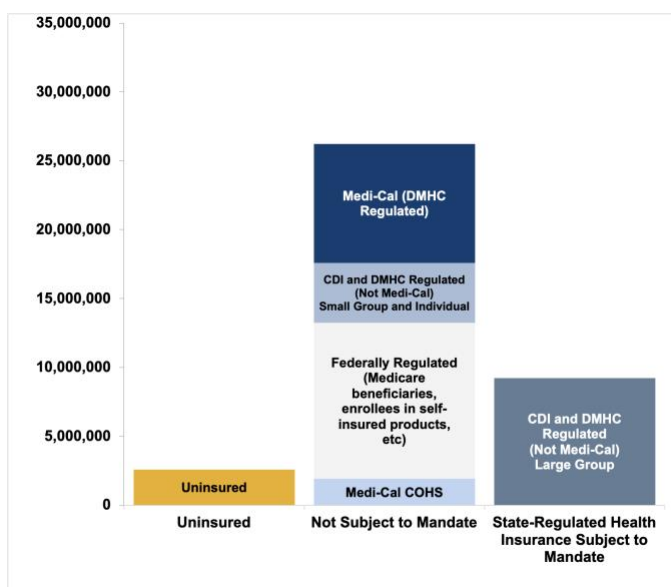 35,000,000
30,000,000
25,000,000
20,000,000
15,000,000
10,000,000
5,000,000
0
Medi-Cal (DMHC
Regulated)
CDI and DMHC Regulated
(Not Medi-Cal)
Small Group and Individual
Federally Regulated
(Medicare
beneficiaries,
enrollees in self-
insured products,
etc)
Medi-Cal COHS
Uninsured
CDI and DMHC
Regulated
(Not Medi-Cal)
Large Group
Uninsured
Not Subject to Mandate
State-Regulated Health
Insurance Subject to
Mandate